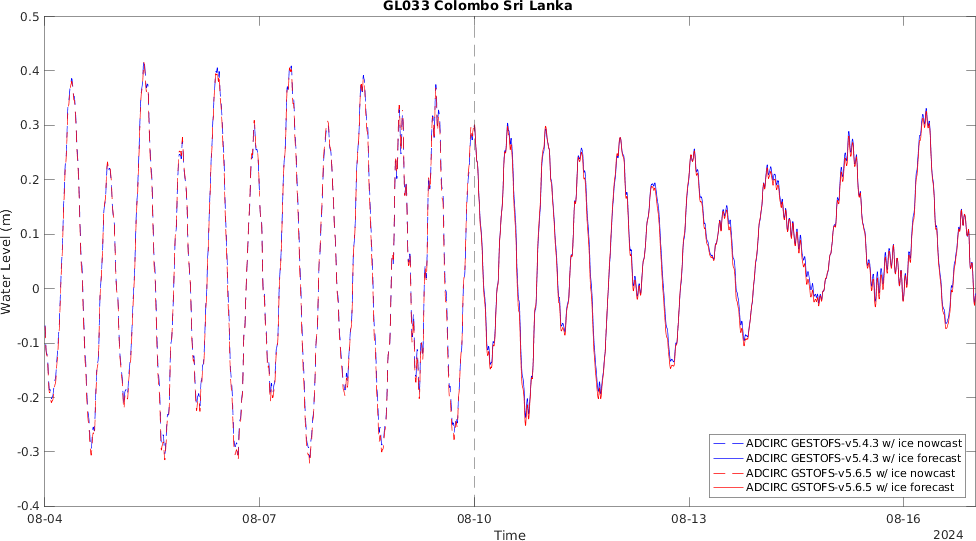 GL033 Colombo Sri Lanka
0.5
0.4
0.3
0.2
0.1
0
-0.1
-0.2
-0.3
-0.4
Water Level (m)
08-04 08-07 08-10 08-13 08-16
Time
2024
ADCIRC GESTOFS-v5.4.3 w/ ice nowcast
ADCIRC GESTOFS-v5.4.3 w/ ice forecast
ADCIRC GSTOFS-v5.6.5 w/ ice nowcast
ADCIRC GSTOFS-v5.6.5 w/ ice forecast